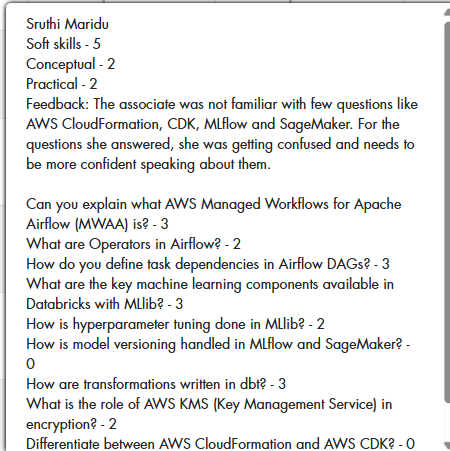 Sruthi Maridu
Soft skills - 5
Conceptual - 2
Practical - 2
Feedback: The associate was not familiar with few questions like
AWS CloudFormation, CDK, MLflow and SageMaker. For the
questions she answered, she was getting confused and needs to
be more confident speaking about them.
Can you explain what AWS Managed Workflows for Apache
Airflow (MWAA) is? - 3
What are Operators in Airflow? - 2
How do you define task dependencies in Airflow DAGs? - 3
What are the key machine learning components available in
Databricks with MLlib? - 3
How is hyperparameter tuning done in MLlib? - 2
How is model versioning handled in MLflow and SageMaker? -
0
How are transformations written in dbt? - 3
What is the role of AWS KMS (Key Management Service) in
encryption? - 2
Differentiate between AWS CloudFormation and AWS CDK? - 0